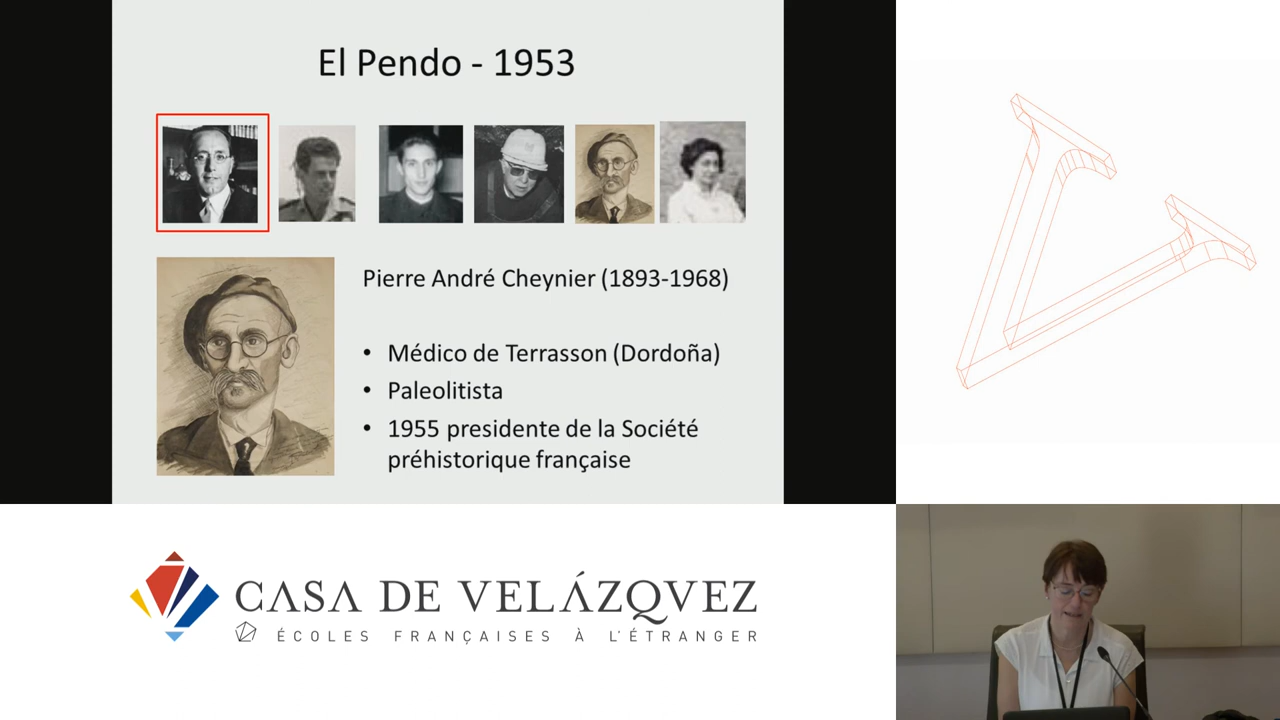 El Pendo - 1953
Pierre André Cheynier (1893-1968)
• Médico de Terrasson (Dordoña)
• Paleolitista
• 1955 presidente de la Société
préhistorique française
CASA DE VELÁZQVEZ
ÉCOLES FRANÇAISES À L'ÉTRANGER